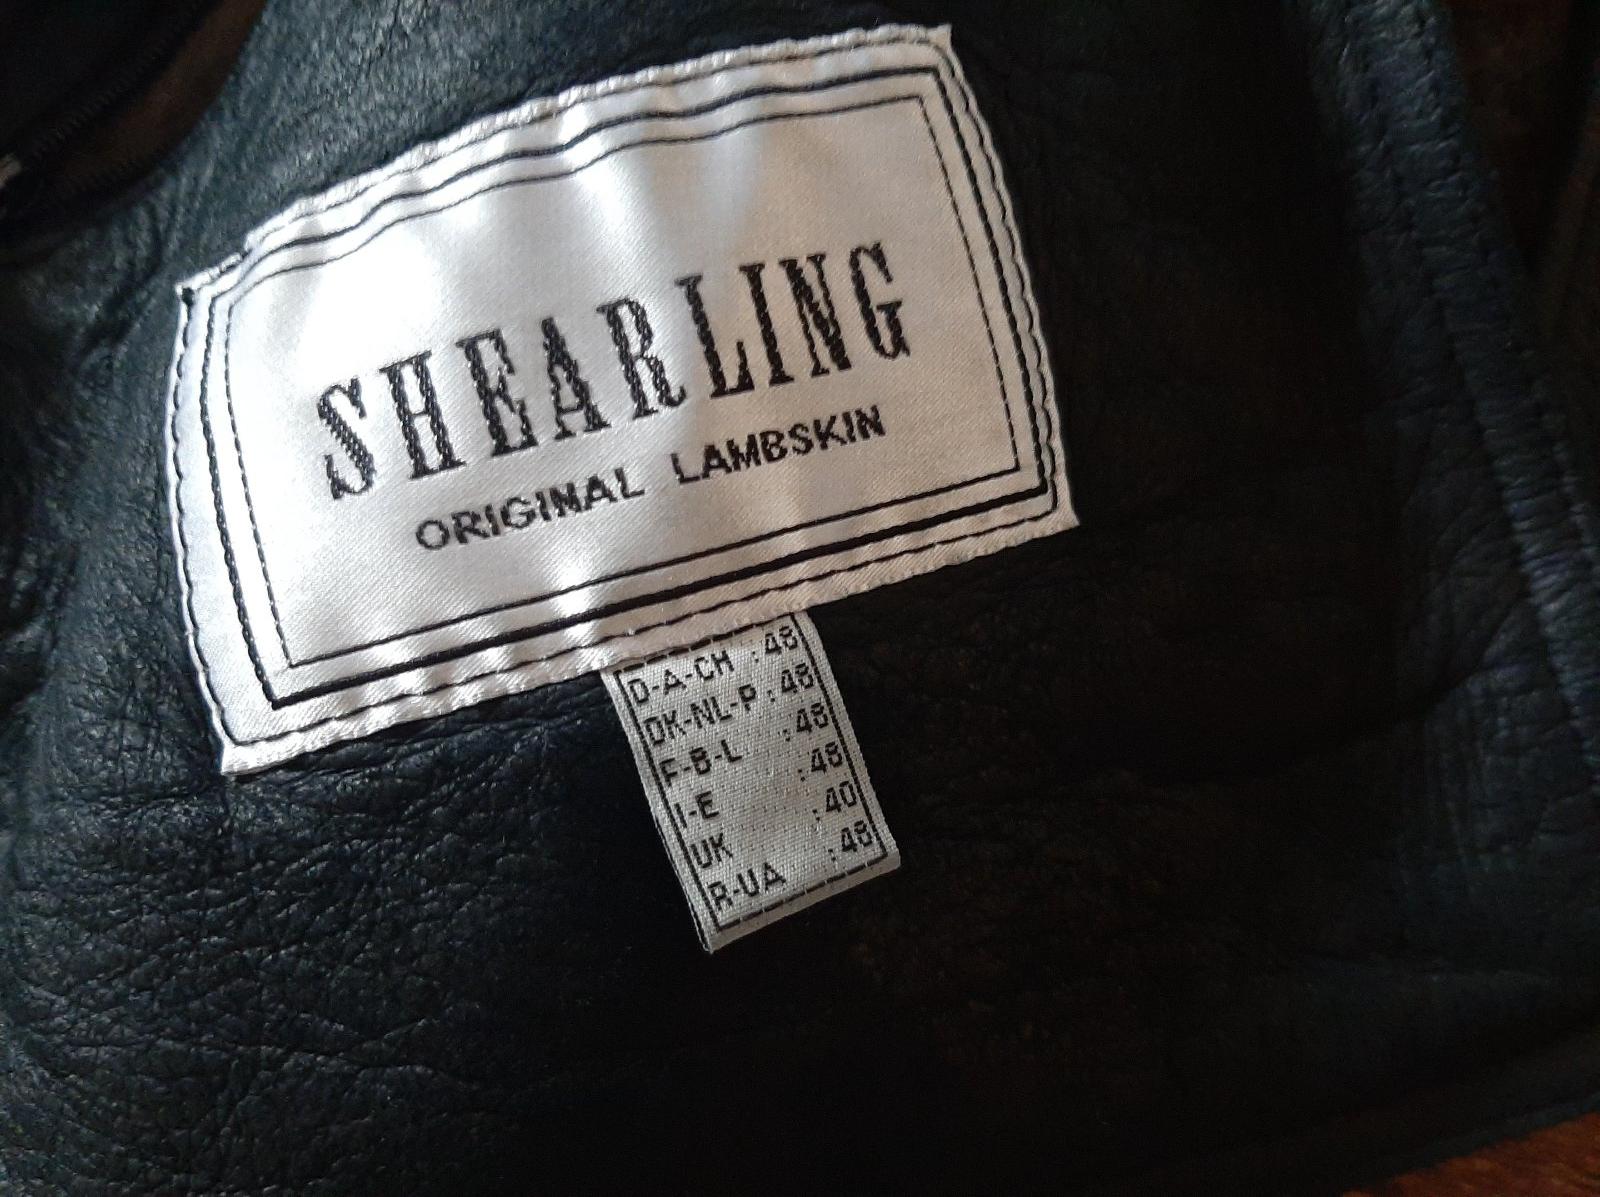 SHEARLING
ORIGINAL LAMBSKIN
D-A-CH :48
DK-NL-P :48
F-B-L :48
I-E :48
UK :40
R-UA :48